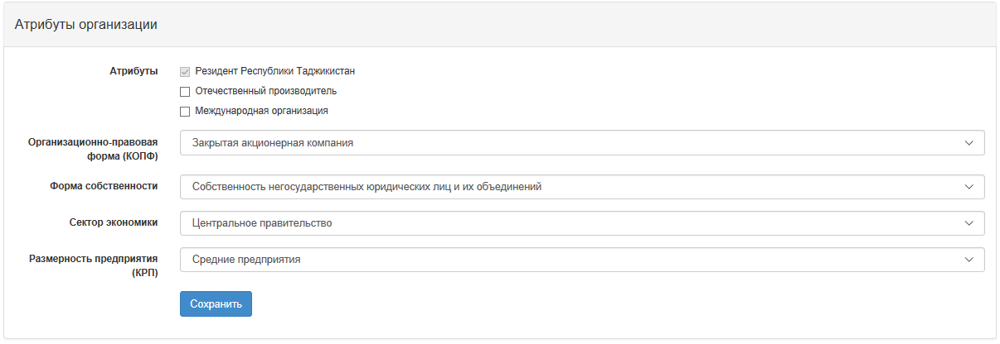 Атрибуты организации
Атрибуты
Резидент Республики Таджикистан
Отечественный производитель
Международная организация
Организационно-правовая
форма (КОПФ)
Закрытая акционерная компания
Форма собственности
Собственность негосударственных юридических лиц и их объединений
Сектор экономики
Центральное правительство
Размерность предприятия
(КРП)
Средние предприятия
Сохранить